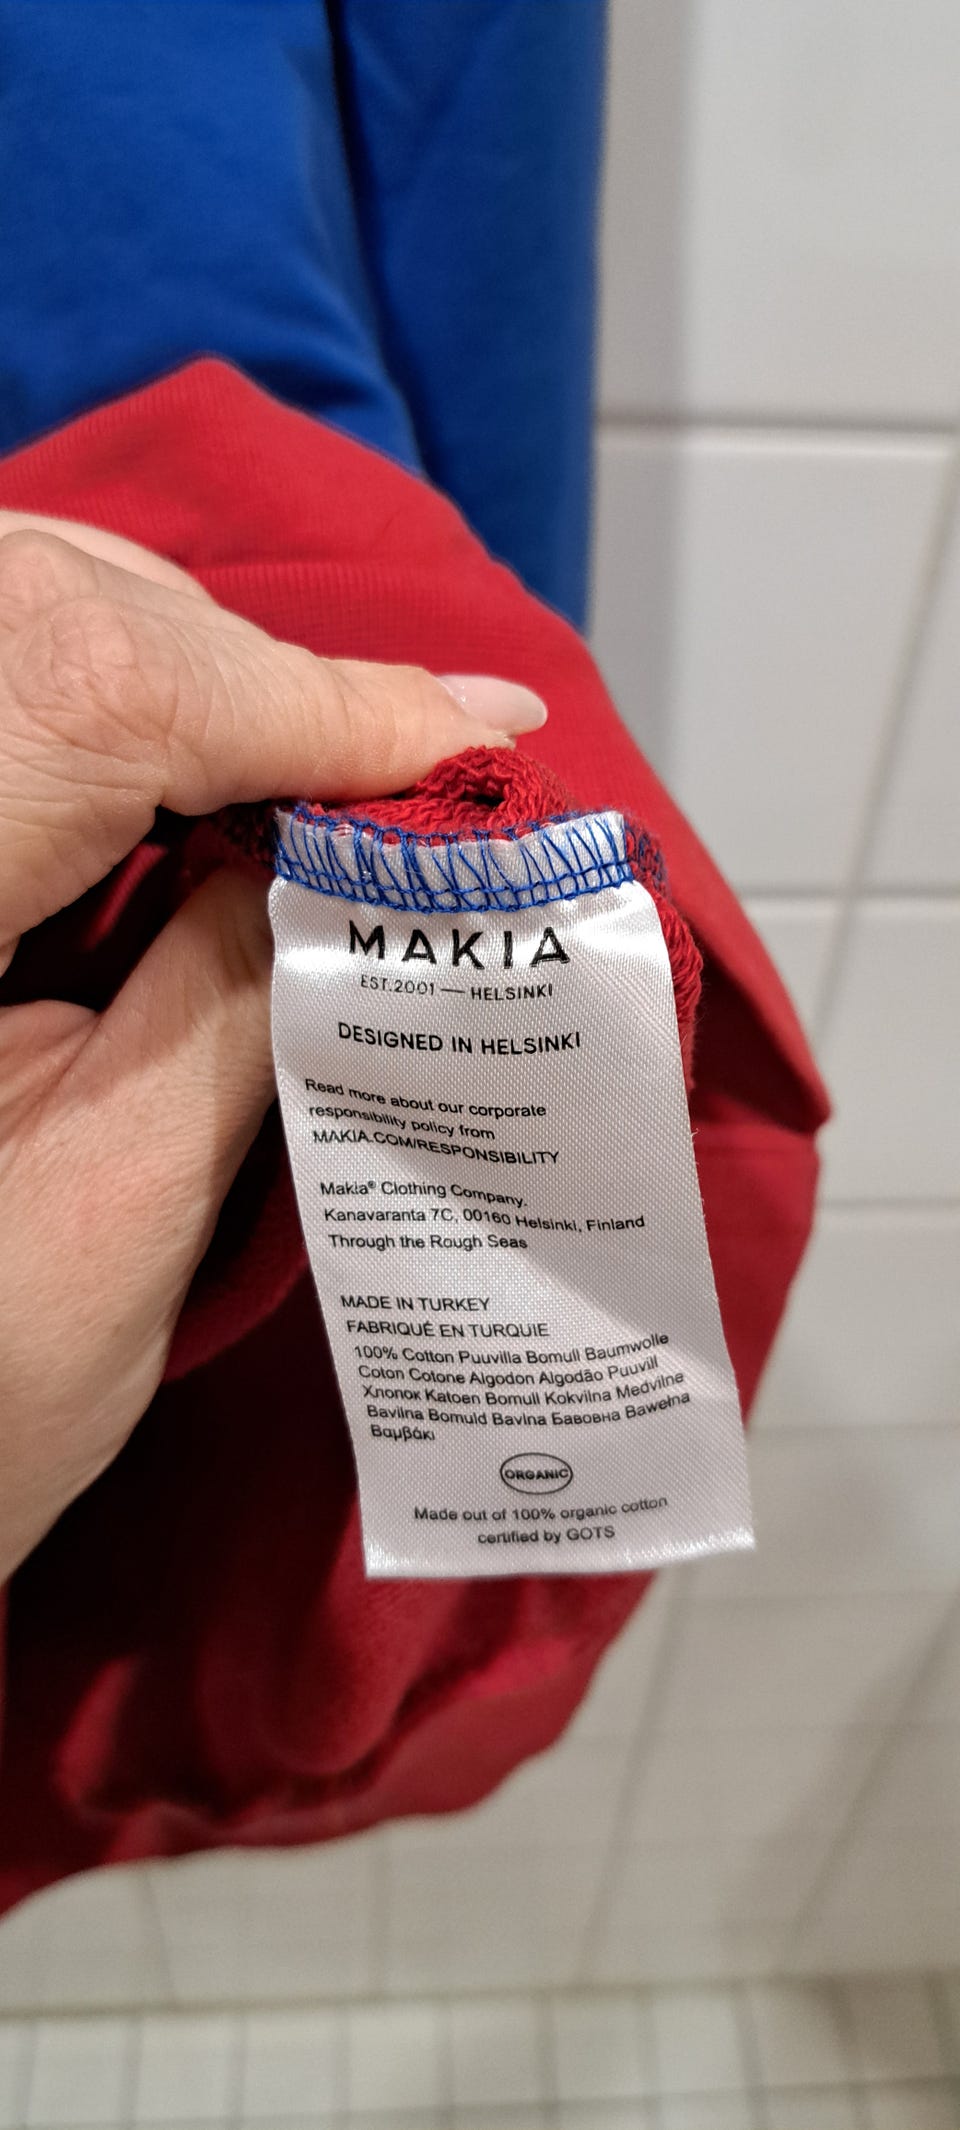 MAKIA
EST.2001 — HELSINKI
DESIGNED IN HELSINKI
Read more about our corporate
responsibility policy from
MAKIA.COM/RESPONSIBILITY
Makia® Clothing Company.
Kanavaranta 7C, 00160 Helsinki, Finland
Through the Rough Seas
MADE IN TURKEY
FABRIQUÉ EN TURQUIE
100% Cotton Puuvilla Bomull Baumwolle
Coton Cotone Algodon Algodão Puuvill
Хлопок Katoen Bomull Kokvilna Medvilne
Bavilna Bomuld Bavlna Бавовна Bawełna
Βαμβάκι
ORGANIC
Made out of 100% organic cotton
certified by GOTS